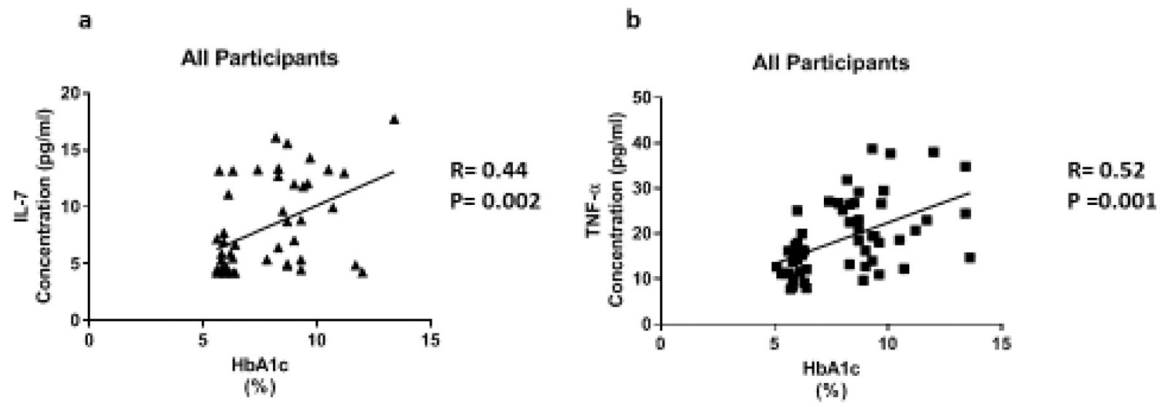 a
All Participants
20
15
10
5
0
0
5
10
15
IL-7
Concentration (pg/ml)
HbA1c
(%)
R= 0.44
P= 0.002
b
All Participants
50
40
30
20
10
0
0
5
10
15
TNF-α
Concentration (pg/ml)
HbA1c
(%)
R= 0.52
P =0.001